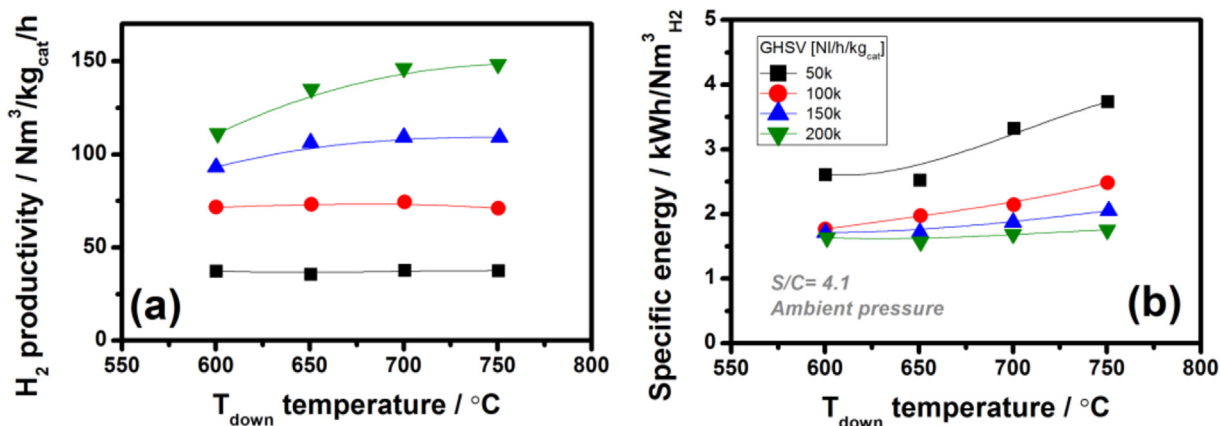 H2 productivity / Nm3/kgcat/h
150
100
50
0
(a)
550 600 650 700 750 800
Tdown temperature / °C
Specific energy / kWh/Nm3H2
5
4
3
2
1
0
GHSV [Nl/h/kgcat]
50k
100k
150k
200k
S/C= 4.1
Ambient pressure
(b)
550 600 650 700 750 800
Tdown temperature / °C